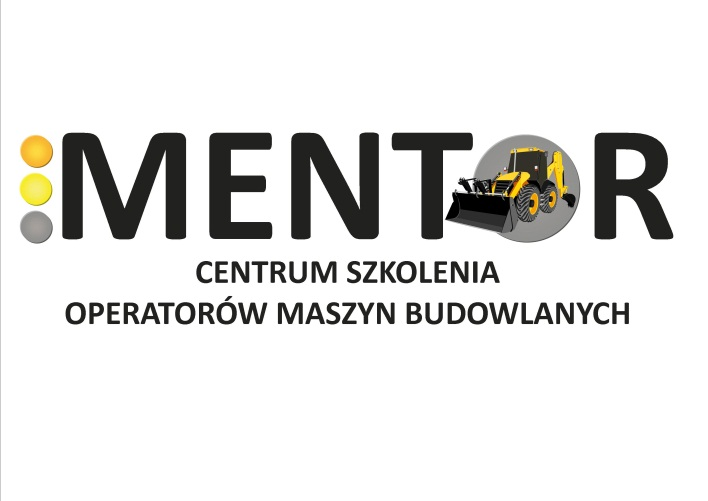 MENTOR
CENTRUM SZKOLENIA
OPERATORÓW MASZYN BUDOWLANYCH